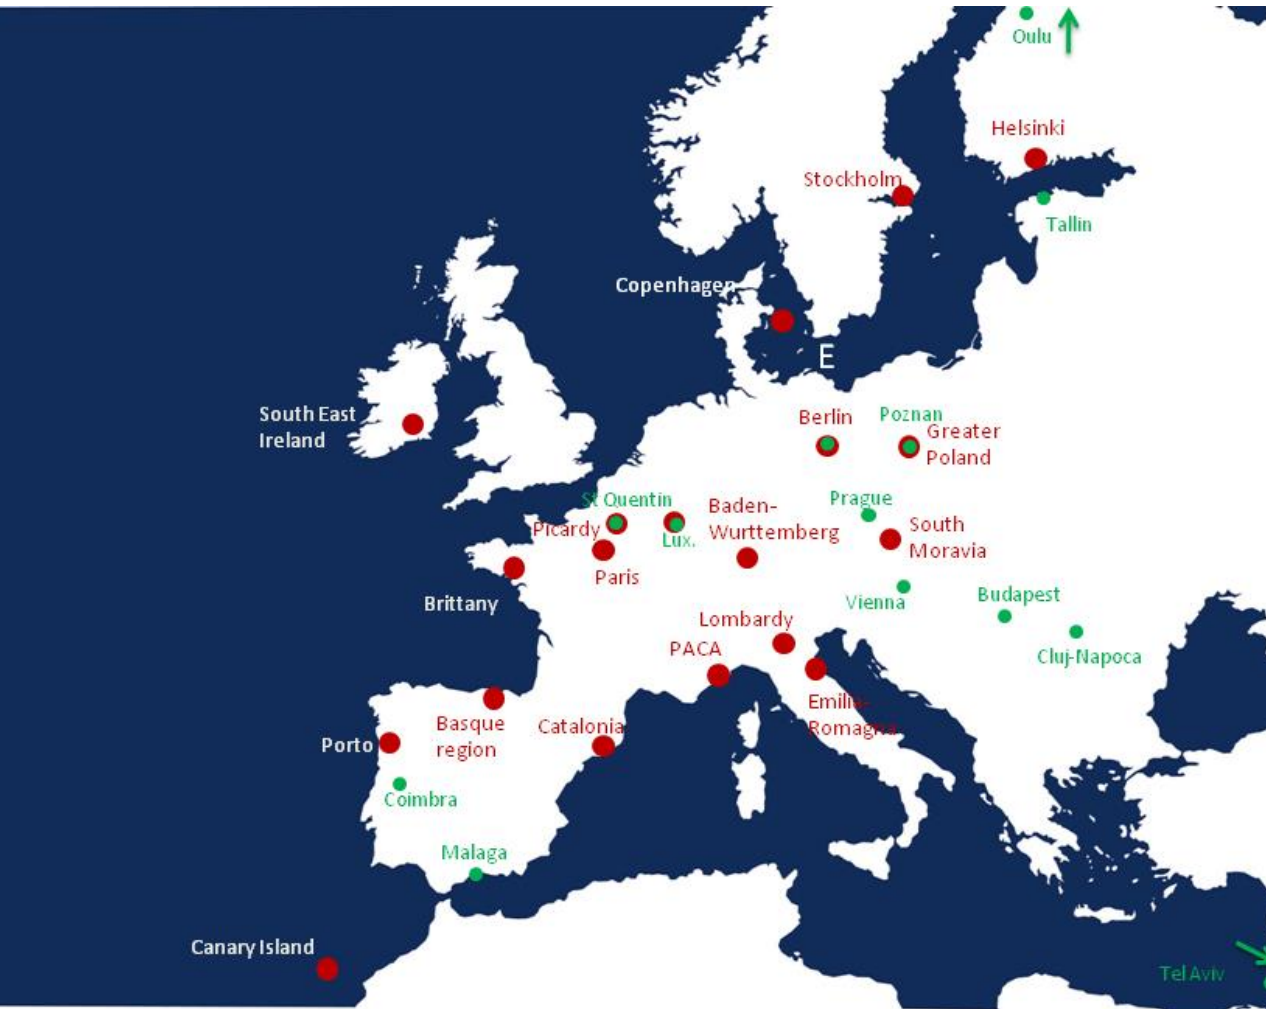 Oulu
Helsinki
Stockholm
Tallin
Copenhagen
E
South East
Ireland
Berlin
Poznan
Greater
Poland
St Quentin
Picardy
Lux.
Baden-
Wurttemberg
Prague
South
Moravia
Paris
Brittany
Vienna
Budapest
Cluj-Napoca
Lombardy
PACA
Emilia-
Romagna
Basque
region
Catalonia
Porto
Coimbra
Malaga
Canary Island
Tel Aviv